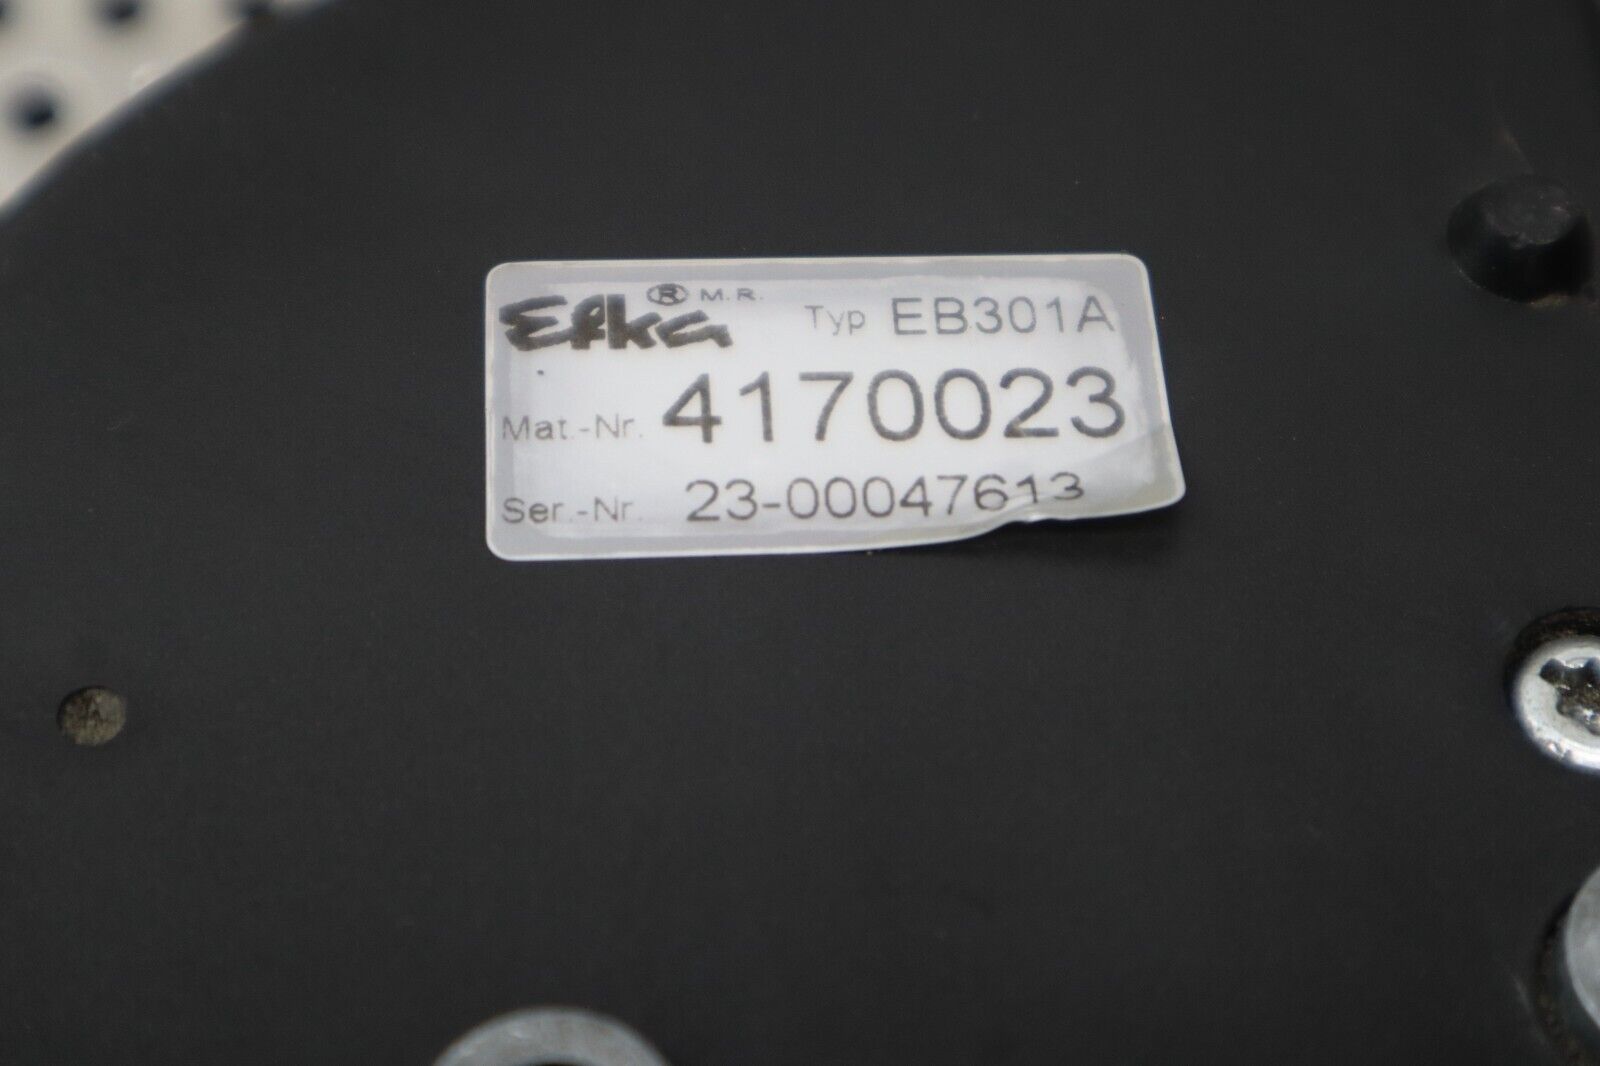 Efka ® M.R. Typ EB301A
Mat.-Nr. 4170023
Ser.-Nr. 23-00047613